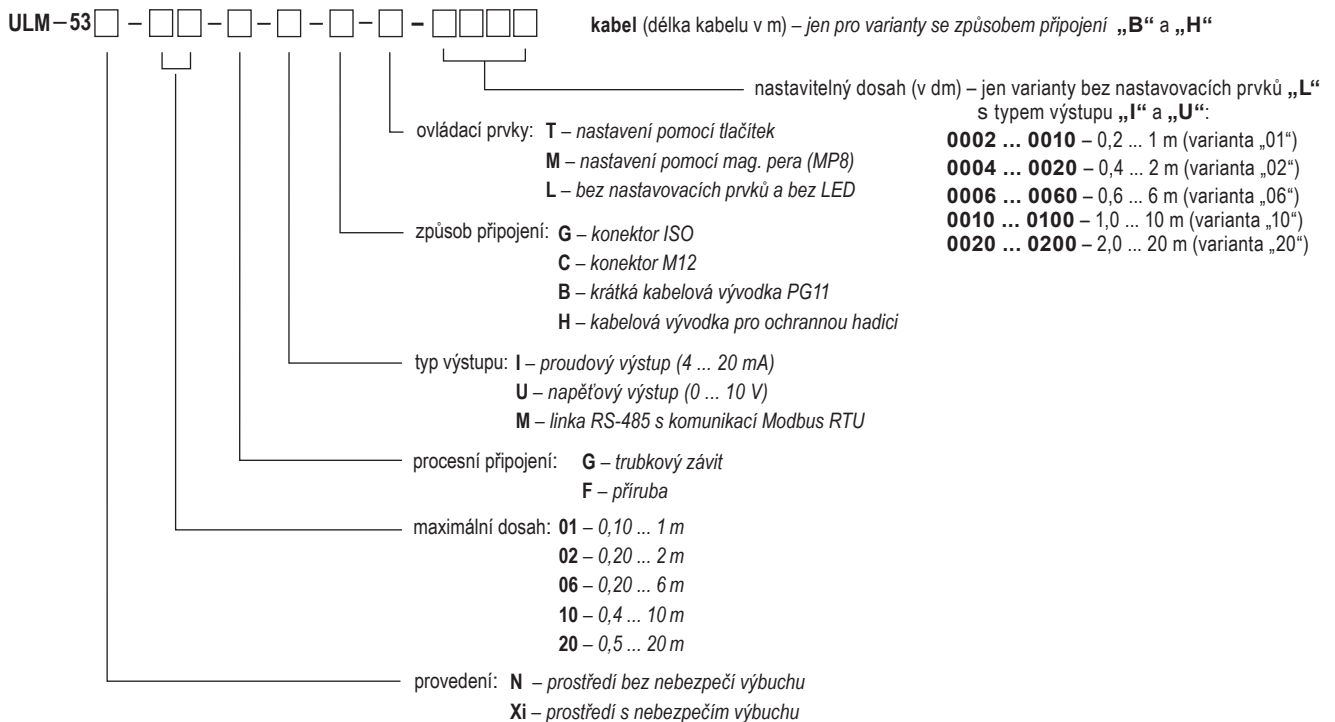 ULM – 53 – – – – – – kabel (délka kabelu v m) – jen pro varianty se způsobem připojení „B“ a „H“
nastavitelný dosah (v dm) – jen varianty bez nastavovacích prvků „L“
s typem výstupu „I“ a „U“:
0002 ... 0010 – 0,2 ... 1 m (varianta „01“)
0004 ... 0020 – 0,4 ... 2 m (varianta „02“)
0006 ... 0060 – 0,6 ... 6 m (varianta „06“)
0010 ... 0100 – 1,0 ... 10 m (varianta „10“)
0020 ... 0200 – 2,0 ... 20 m (varianta „20“)
ovládací prvky: T – nastavení pomocí tlačítek
M – nastavení pomocí mag. pera (MP8)
L – bez nastavovacích prvků a bez LED
způsob připojení: G – konektor ISO
C – konektor M12
B – krátká kabelová vývodka PG11
H – kabelová vývodka pro ochrannou hadici
typ výstupu: I – proudový výstup (4 ... 20 mA)
U – napěťový výstup (0 ... 10 V)
M – linka RS-485 s komunikací Modbus RTU
procesní připojení: G – trubkový závit
F – příruba
maximální dosah: 01 – 0,10 ... 1 m
02 – 0,20 ... 2 m
06 – 0,20 ... 6 m
10 – 0,4 ... 10 m
20 – 0,5 ... 20 m
provedení: N – prostředí bez nebezpečí výbuchu
Xi – prostředí s nebezpečím výbuchu